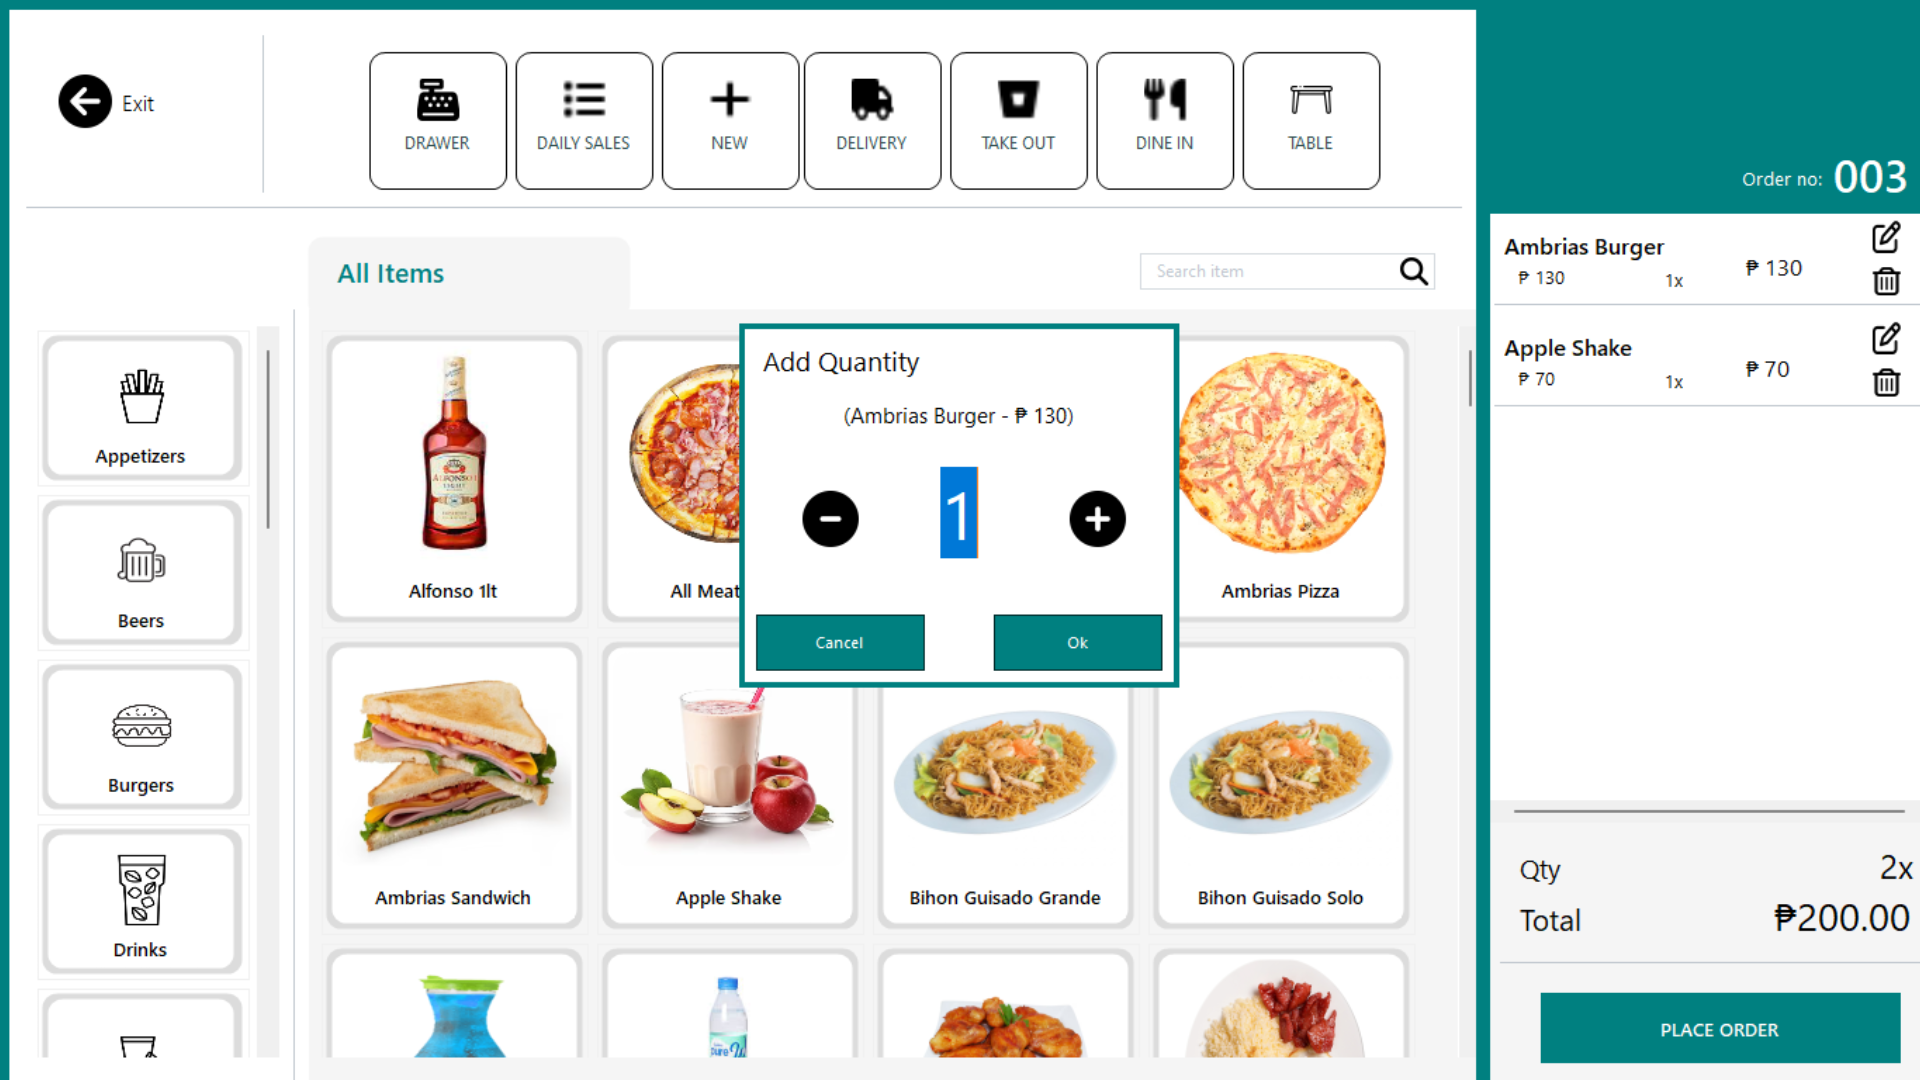 Exit
DRAWER
DAILY SALES
NEW
DELIVERY
TAKE OUT
DINE IN
TABLE
Order no: 003
All Items
Search item
Ambrias Burger
₱ 130
1x
₱ 130
Apple Shake
₱ 70
1x
₱ 70
Appetizers
Beers
Burgers
Drinks
Add Quantity
(Ambrias Burger - ₱ 130)
1
Cancel
Ok
Alfonso 1lt
All Meat
Ambrias Pizza
Ambrias Sandwich
Apple Shake
Bihon Guisado Grande
Bihon Guisado Solo
Qty 2x
Total ₱200.00
PLACE ORDER